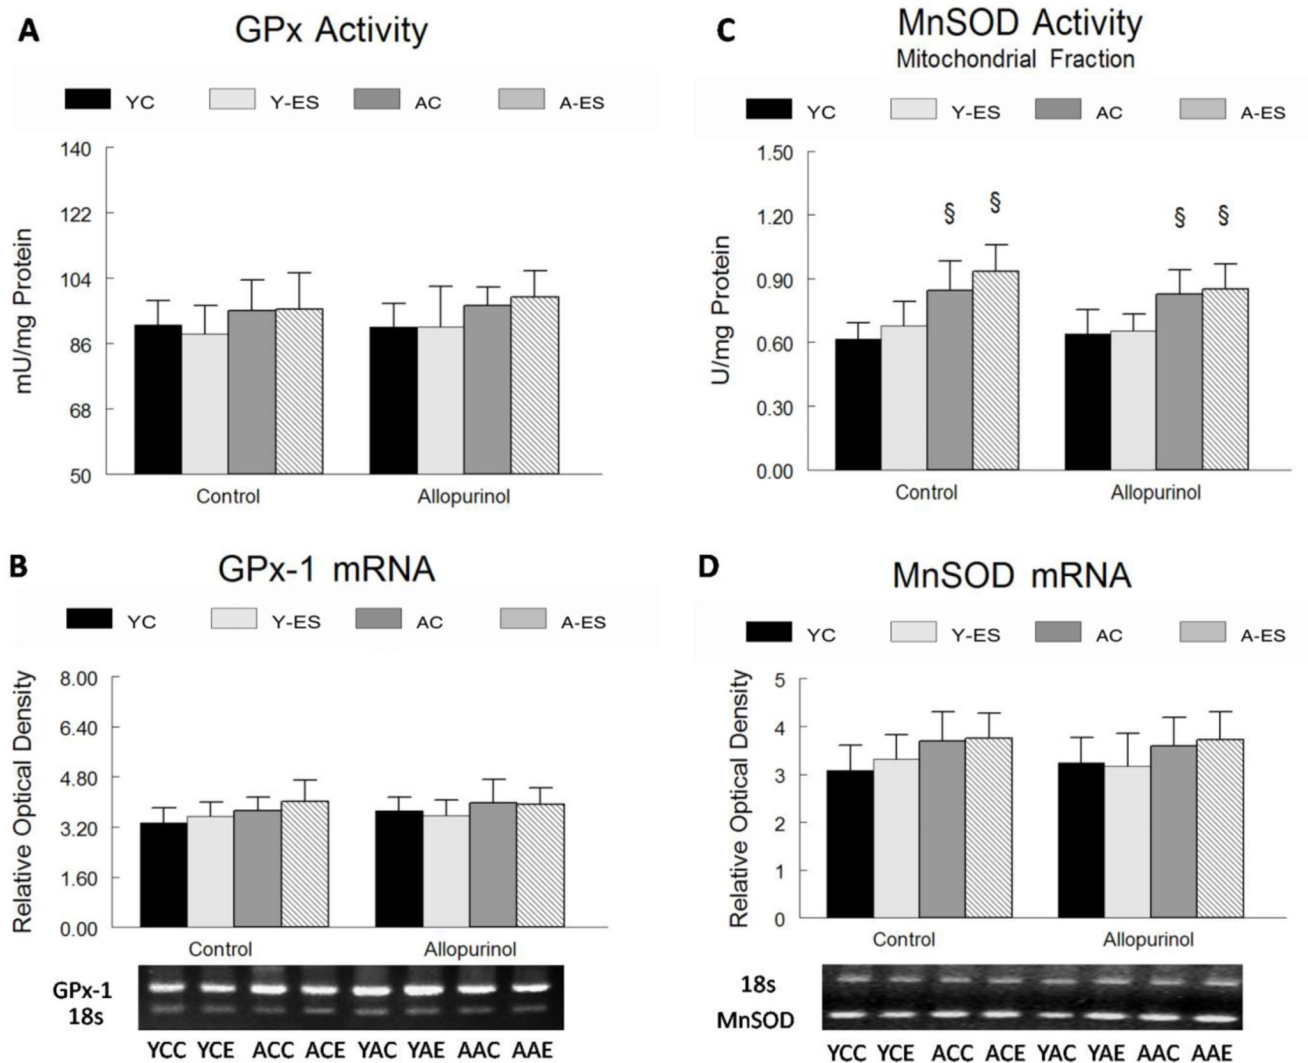 A
GPx Activity
YC Y-ES AC A-ES
140
122
104
86
68
50
mU/mg Protein
Control Allopurinol
C
MnSOD Activity
Mitochondrial Fraction
YC Y-ES AC A-ES
1.50
1.20
0.90
0.60
0.30
0.00
U/mg Protein
§ § § §
Control Allopurinol
B
GPx-1 mRNA
YC Y-ES AC A-ES
8.00
6.40
4.80
3.20
1.60
0.00
Relative Optical Density
Control Allopurinol
GPx-1
18s
YCC YCE ACC ACE YAC YAE AAC AAE
D
MnSOD mRNA
YC Y-ES AC A-ES
5
4
3
2
1
0
Relative Optical Density
Control Allopurinol
18s
MnSOD
YCC YCE ACC ACE YAC YAE AAC AAE